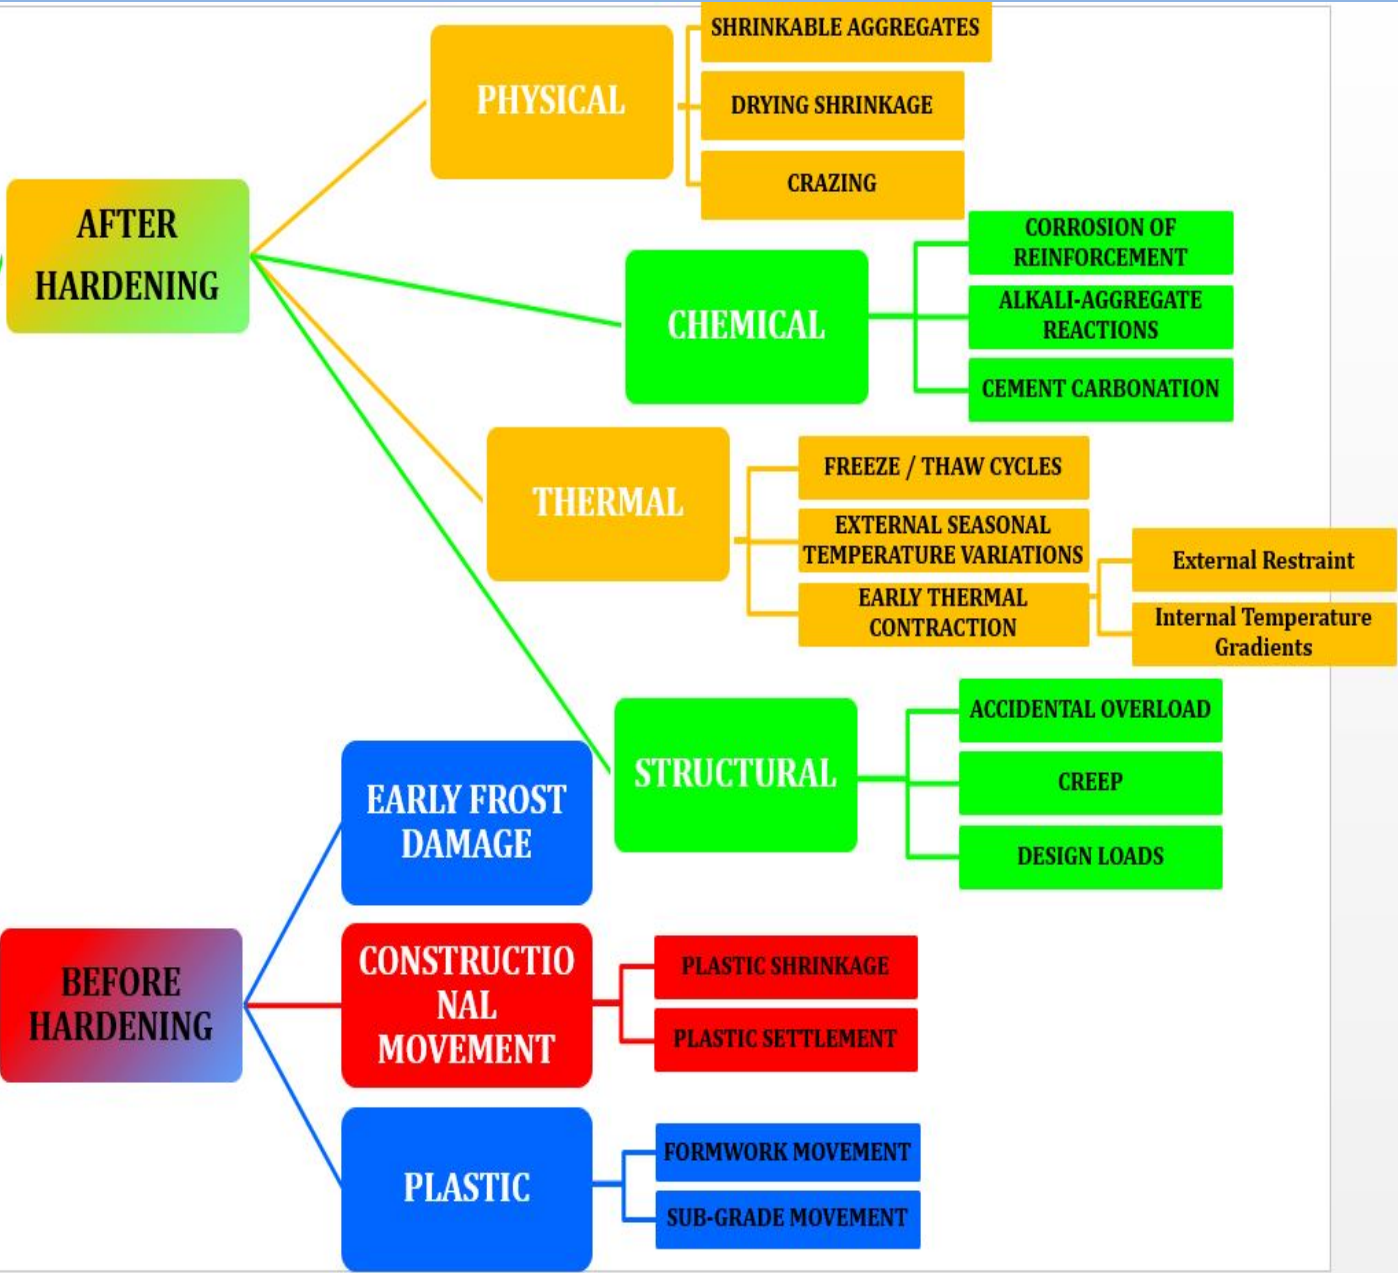 SHRINKABLE AGGREGATES
PHYSICAL
DRYING SHRINKAGE
CRAZING
AFTER
HARDENING
CORROSION OF
REINFORCEMENT
CHEMICAL
ALKALI-AGGREGATE
REACTIONS
CEMENT CARBONATION
FREEZE / THAW CYCLES
THERMAL
EXTERNAL SEASONAL
TEMPERATURE VARIATIONS
EARLY THERMAL
CONTRACTION
External Restraint
Internal Temperature
Gradients
ACCIDENTAL OVERLOAD
STRUCTURAL
CREEP
DESIGN LOADS
EARLY FROST
DAMAGE
BEFORE
HARDENING
CONSTRUCTIO
NAL
MOVEMENT
PLASTIC SHRINKAGE
PLASTIC SETTLEMENT
PLASTIC
FORMWORK MOVEMENT
SUB-GRADE MOVEMENT